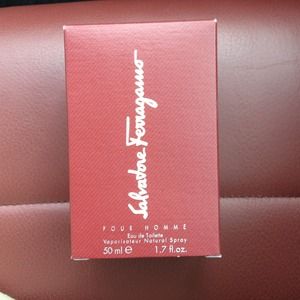 Salvatore Ferragamo
POUR HOMME
Eau de Toilette
Vaporisateur Natural Spray
50 ml ℮ 1.7 fl.oz.